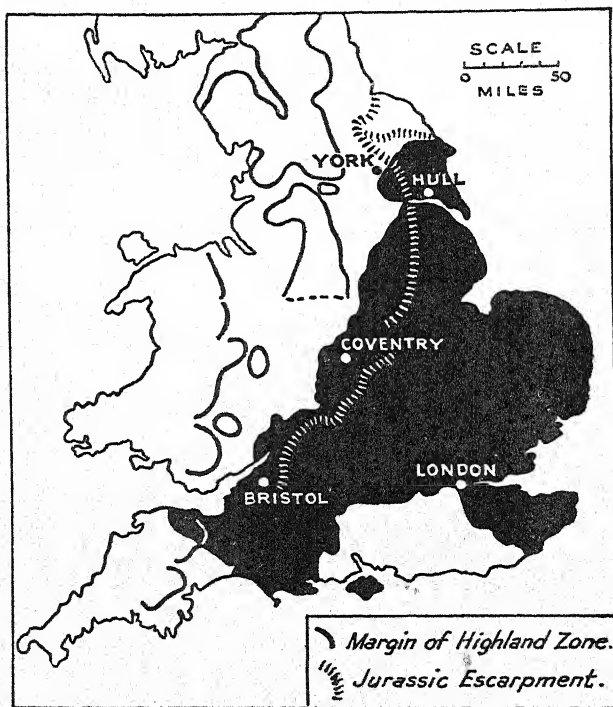 SCALE
0 50
MILES
YORK
HULL
COVENTRY
LONDON
BRISTOL
Margin of Highland Zone.
Jurassic Escarpment.